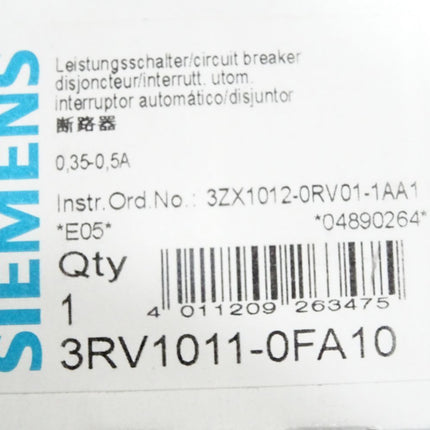 SIEMENS
Leistungsschalter/circuit breaker
disjoncteur/interrutt. utom.
interruptor automático/disjuntor
断路器
0,35-0,5A
Instr.Ord.No.: 3ZX1012-0RV01-1AA1
*E05* *04890264*
Qty
1
4 011209 263475
3RV1011-0FA10